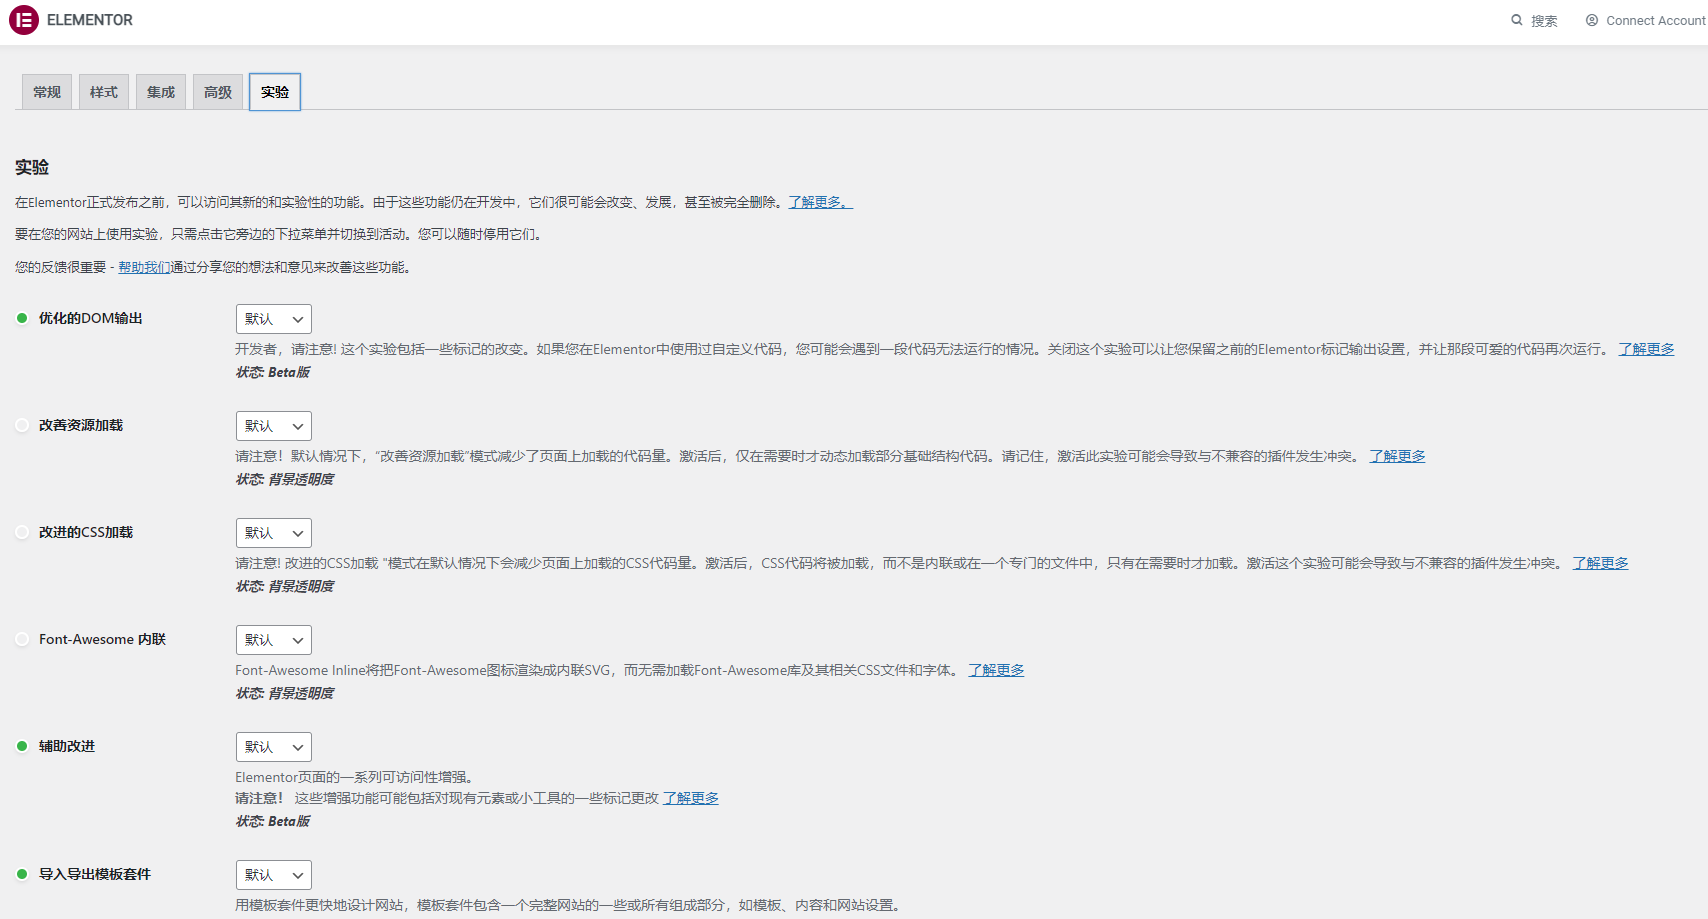 ELEMENTOR
搜索
Connect Account
常规
样式
集成
高级
实验
实验
在Elementor正式发布之前，可以访问其新的和实验性的功能。由于这些功能仍在开发中，它们很可能会改变、发展，甚至被完全删除。了解更多。
要在您的网站上使用实验，只需点击它旁边的下拉菜单并切换到活动。您可以随时停用它们。
您的反馈很重要 - 帮助我们通过分享您的想法和意见来改善这些功能。
优化的DOM输出
默认
开发者，请注意! 这个实验包括一些标记的改变。如果您在Elementor中使用过自定义代码，您可能会遇到一段代码无法运行的情况。关闭这个实验可以让您保留之前的Elementor标记输出设置，并让那段可爱的代码再次运行。 了解更多
状态: Beta版
改善资源加载
默认
请注意！默认情况下，“改善资源加载”模式减少了页面上加载的代码量。激活后，仅在需要时才动态加载部分基础结构代码。请记住，激活此实验可能会导致与不兼容的插件发生冲突。 了解更多
状态: 背景透明度
改进的CSS加载
默认
请注意! 改进的CSS加载 "模式在默认情况下会减少页面上加载的CSS代码量。激活后，CSS代码将被加载，而不是内联或在一个专门的文件中，只有在需要时才加载。激活这个实验可能会导致与不兼容的插件发生冲突。 了解更多
状态: 背景透明度
Font-Awesome 内联
默认
Font-Awesome Inline将把Font-Awesome图标渲染成内联SVG，而无需加载Font-Awesome库及其相关CSS文件和字体。 了解更多
状态: 背景透明度
辅助改进
默认
Elementor页面的一系列可访问性增强。
请注意！ 这些增强功能可能包括对现有元素或小工具的一些标记更改 了解更多
状态: Beta版
导入导出模板套件
默认
用模板套件更快地设计网站，模板套件包含一个完整网站的一些或所有组成部分，如模板、内容和网站设置。